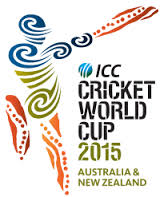 ICC
CRICKET
WORLD
CUP
2015
AUSTRALIA &
NEW ZEALAND